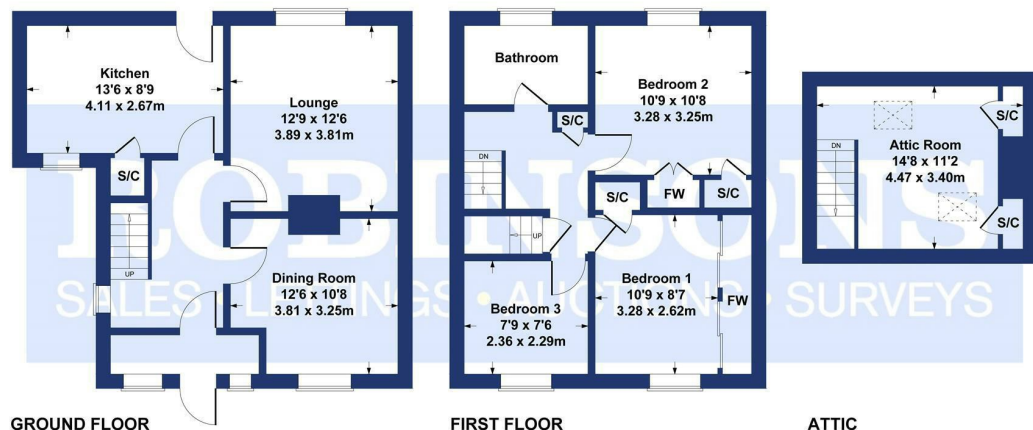 Kitchen
13'6 x 8'9
4.11 x 2.67m
Lounge
12'9 x 12'6
3.89 x 3.81m
S/C
UP
Dining Room
12'6 x 10'8
3.81 x 3.25m
GROUND FLOOR
Bathroom
S/C
Bedroom 2
10'9 x 10'8
3.28 x 3.25m
DN
S/C
FW
S/C
UP
Bedroom 3
7'9 x 7'6
2.36 x 2.29m
Bedroom 1
10'9 x 8'7
3.28 x 2.62m
FW
FIRST FLOOR
S/C
DN
Attic Room
14'8 x 11'2
4.47 x 3.40m
S/C
ATTIC
ROBINSONS
SALES • LETTINGS • AUCTIONS • SURVEYS